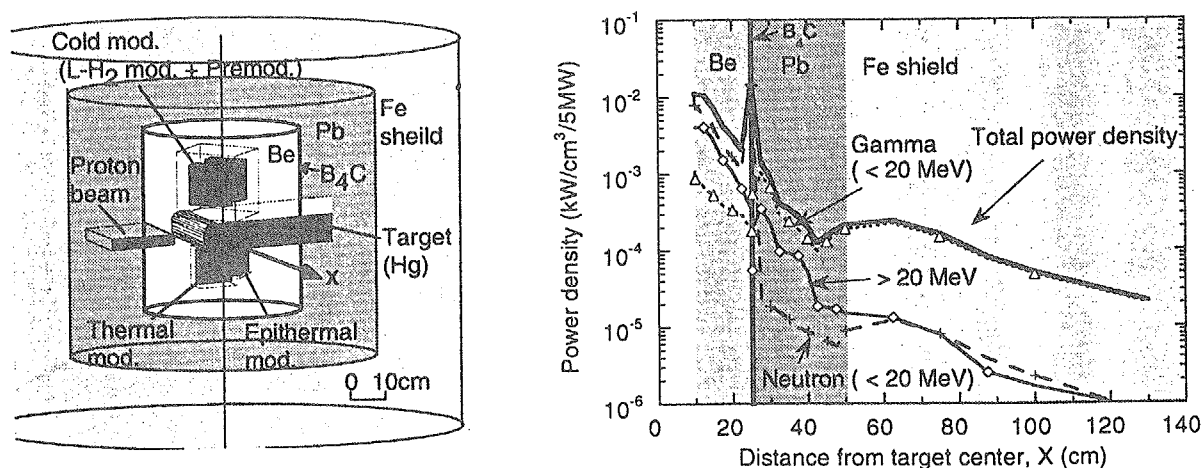 Cold mod.
(L-H2 mod. + Premod.)
Fe
sheild
Pb
Be
B4C
Proton
beam
Target
(Hg)
X
Thermal
mod.
Epithermal
mod.
0 10cm
Power density (kW/cm³/5MW)
10⁻¹
10⁻²
10⁻³
10⁻⁴
10⁻⁵
10⁻⁶
B4C
Be
Pb
Fe shield
Gamma
(< 20 MeV)
Total power density
> 20 MeV
Neutron (< 20 MeV)
0 20 40 60 80 100 120 140
Distance from target center, X (cm)